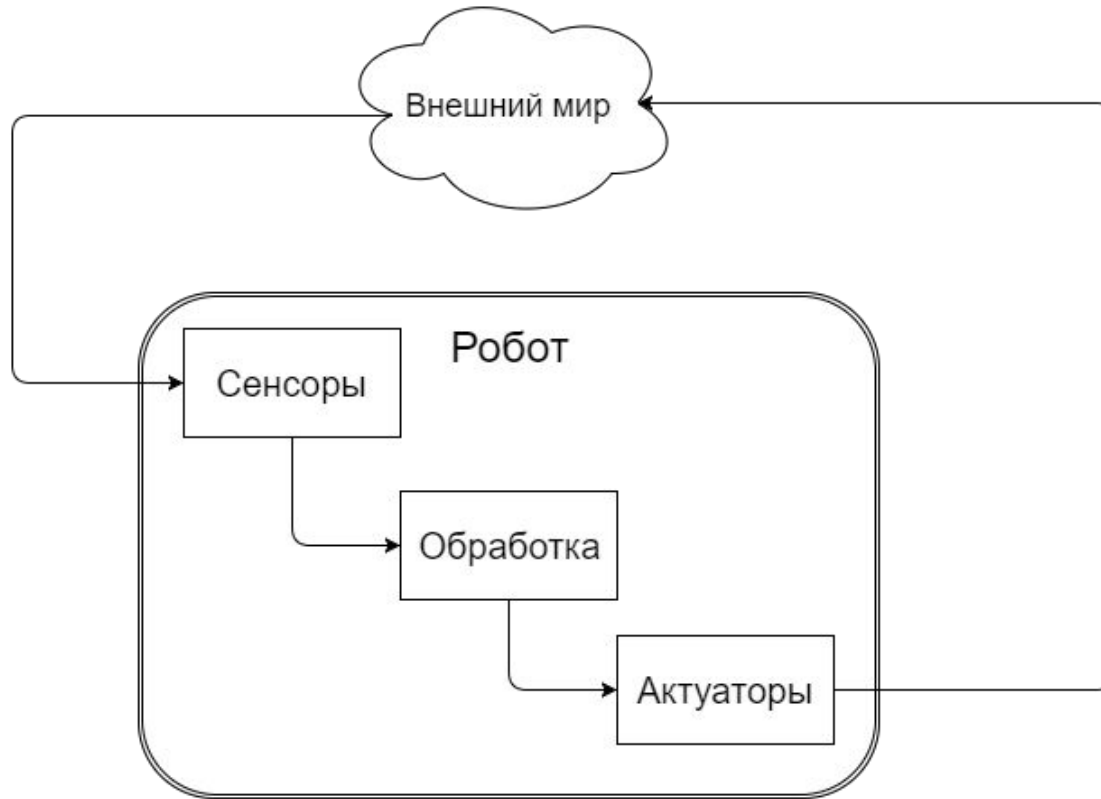 Внешний мир
Робот
Сенсоры
Обработка
Актуаторы